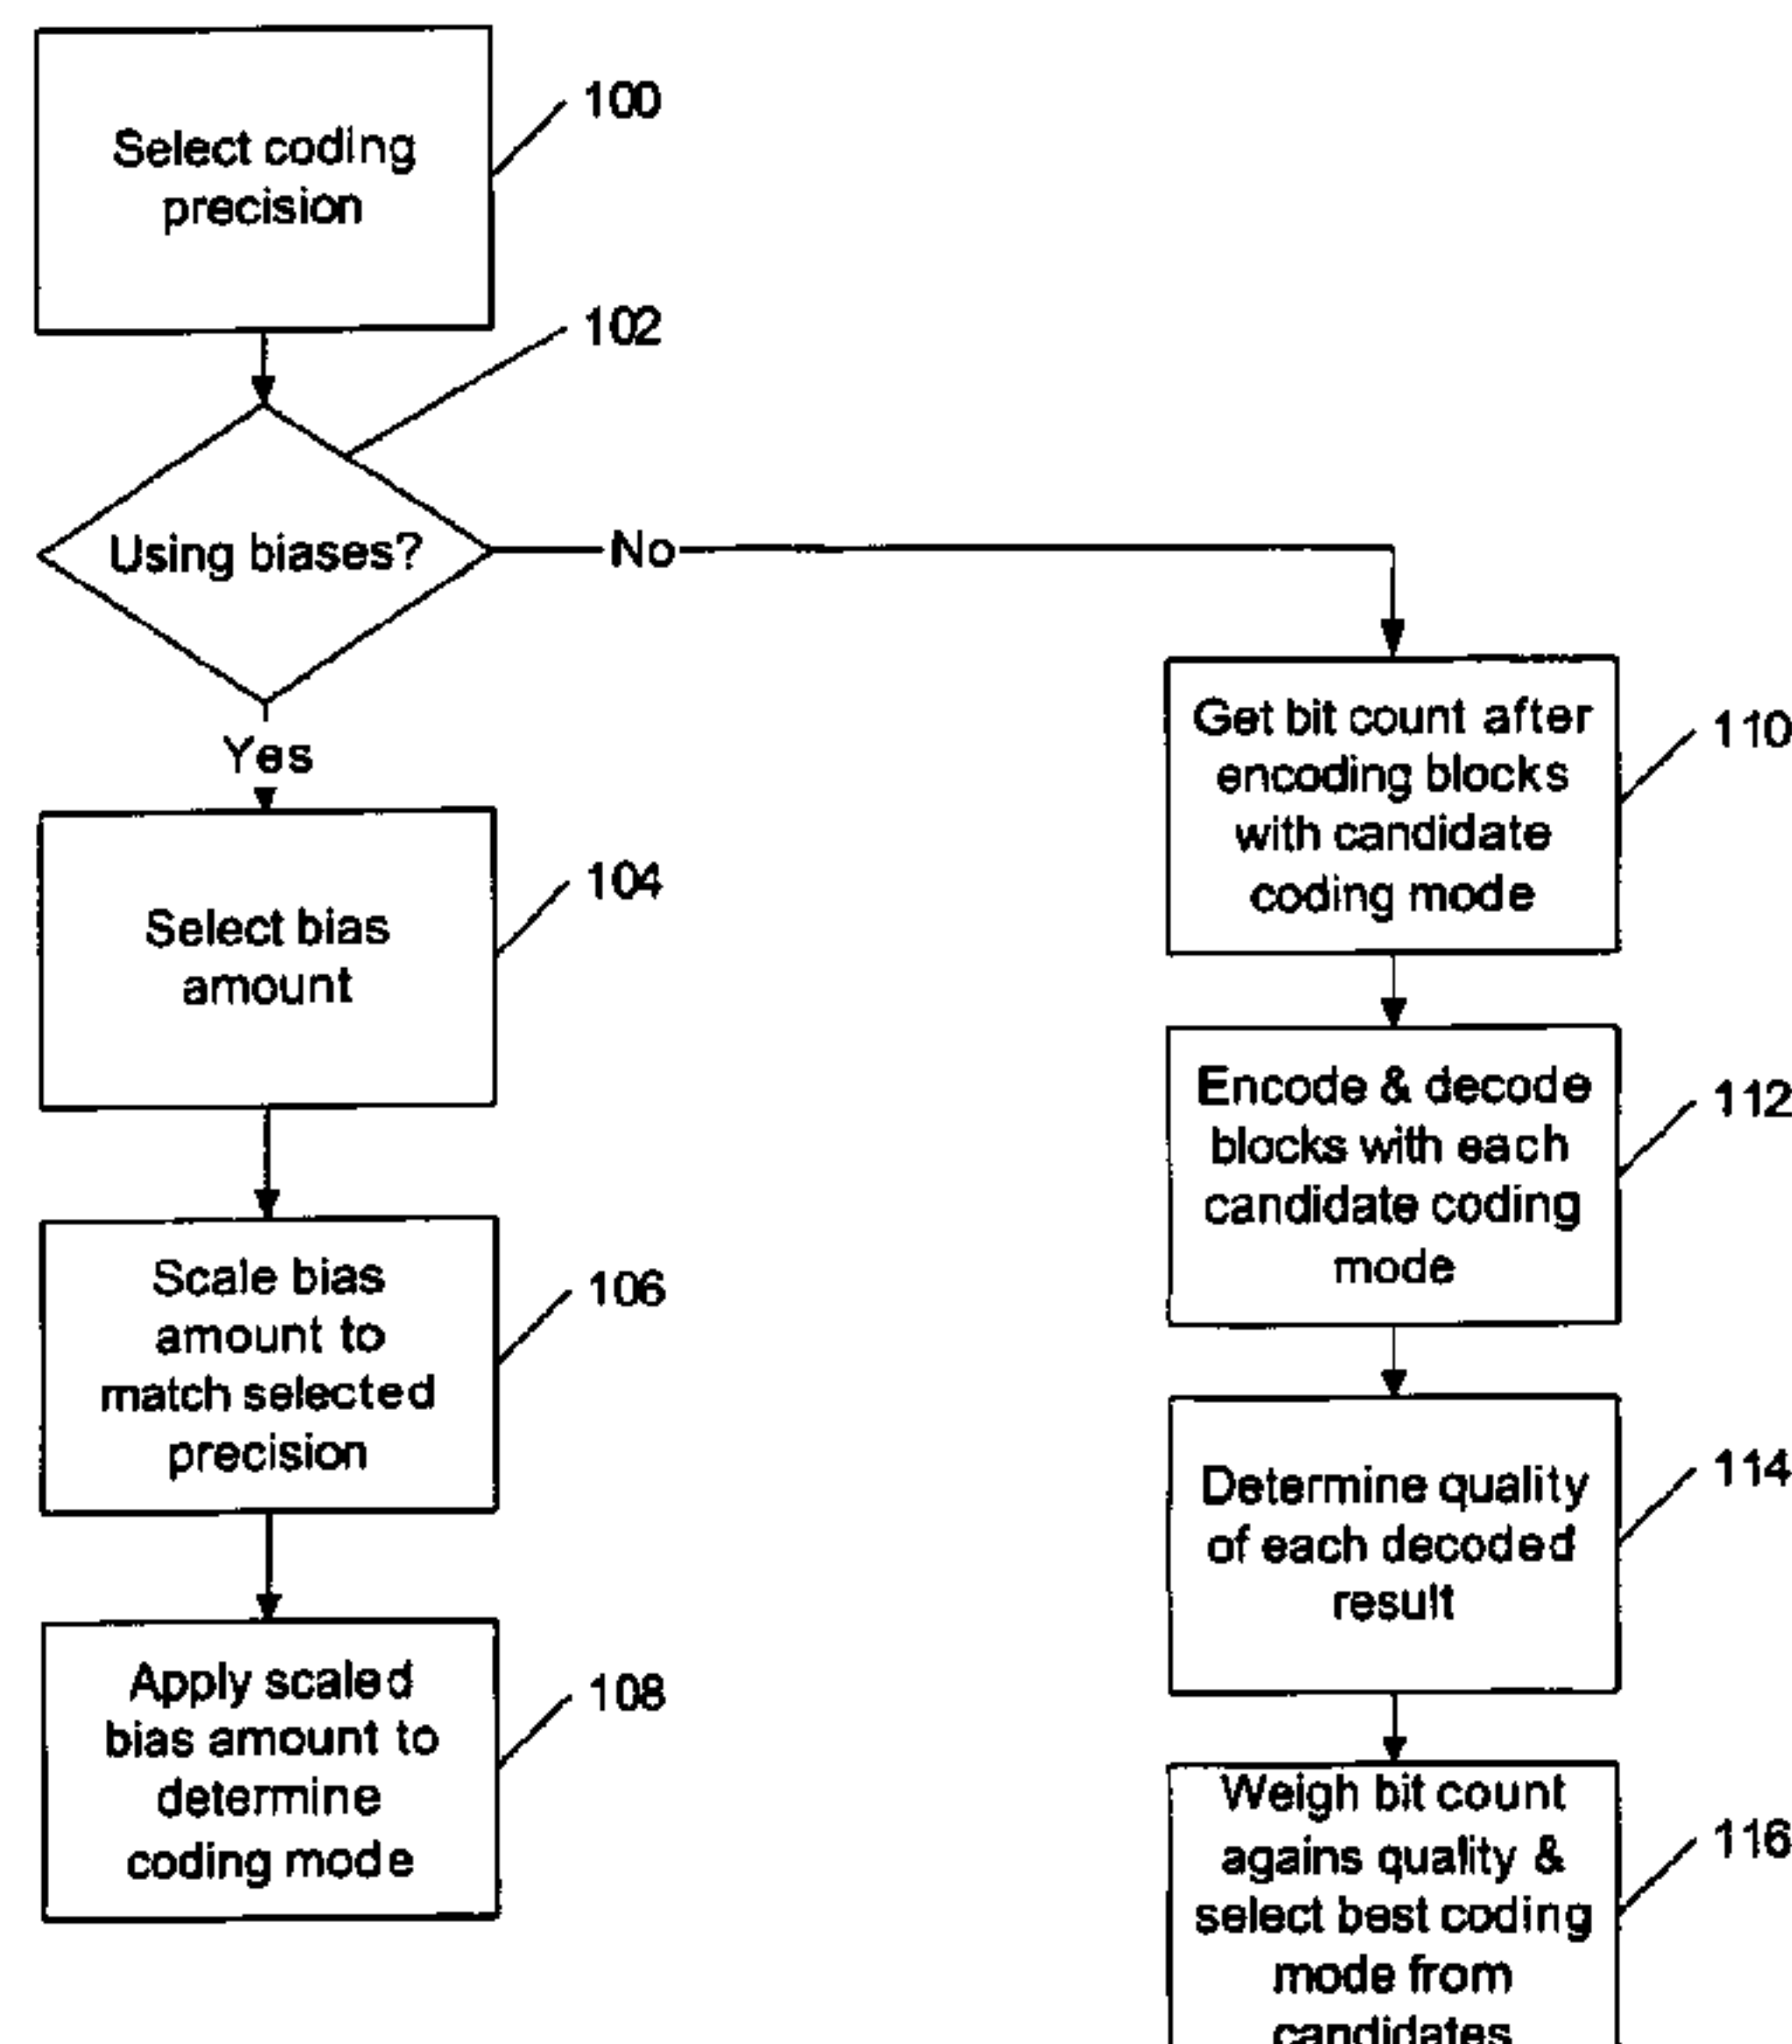 Select coding
precision
100
102
Using biases?
No
Yes
Select bias
amount
104
Scale bias
amount to
match selected
precision
106
Apply scaled
bias amount to
determine
coding mode
108
Get bit count after
encoding blocks
with candidate
coding mode
110
Encode & decode
blocks with each
candidate coding
mode
112
Determine quality
of each decoded
result
114
Weigh bit count
agains quality &
select best coding
mode from
candidates
116